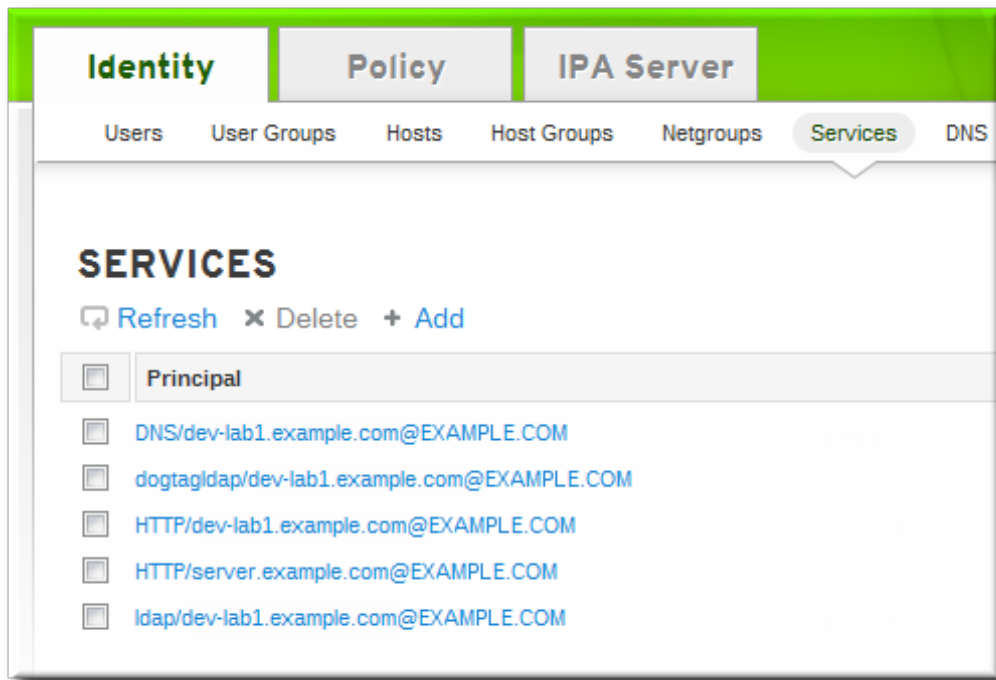 Identity Policy IPA Server
Users User Groups Hosts Host Groups Netgroups Services DNS
SERVICES
Refresh Delete Add
Principal
DNS/dev-lab1.example.com@EXAMPLE.COM
dogtagldap/dev-lab1.example.com@EXAMPLE.COM
HTTP/dev-lab1.example.com@EXAMPLE.COM
HTTP/server.example.com@EXAMPLE.COM
ldap/dev-lab1.example.com@EXAMPLE.COM